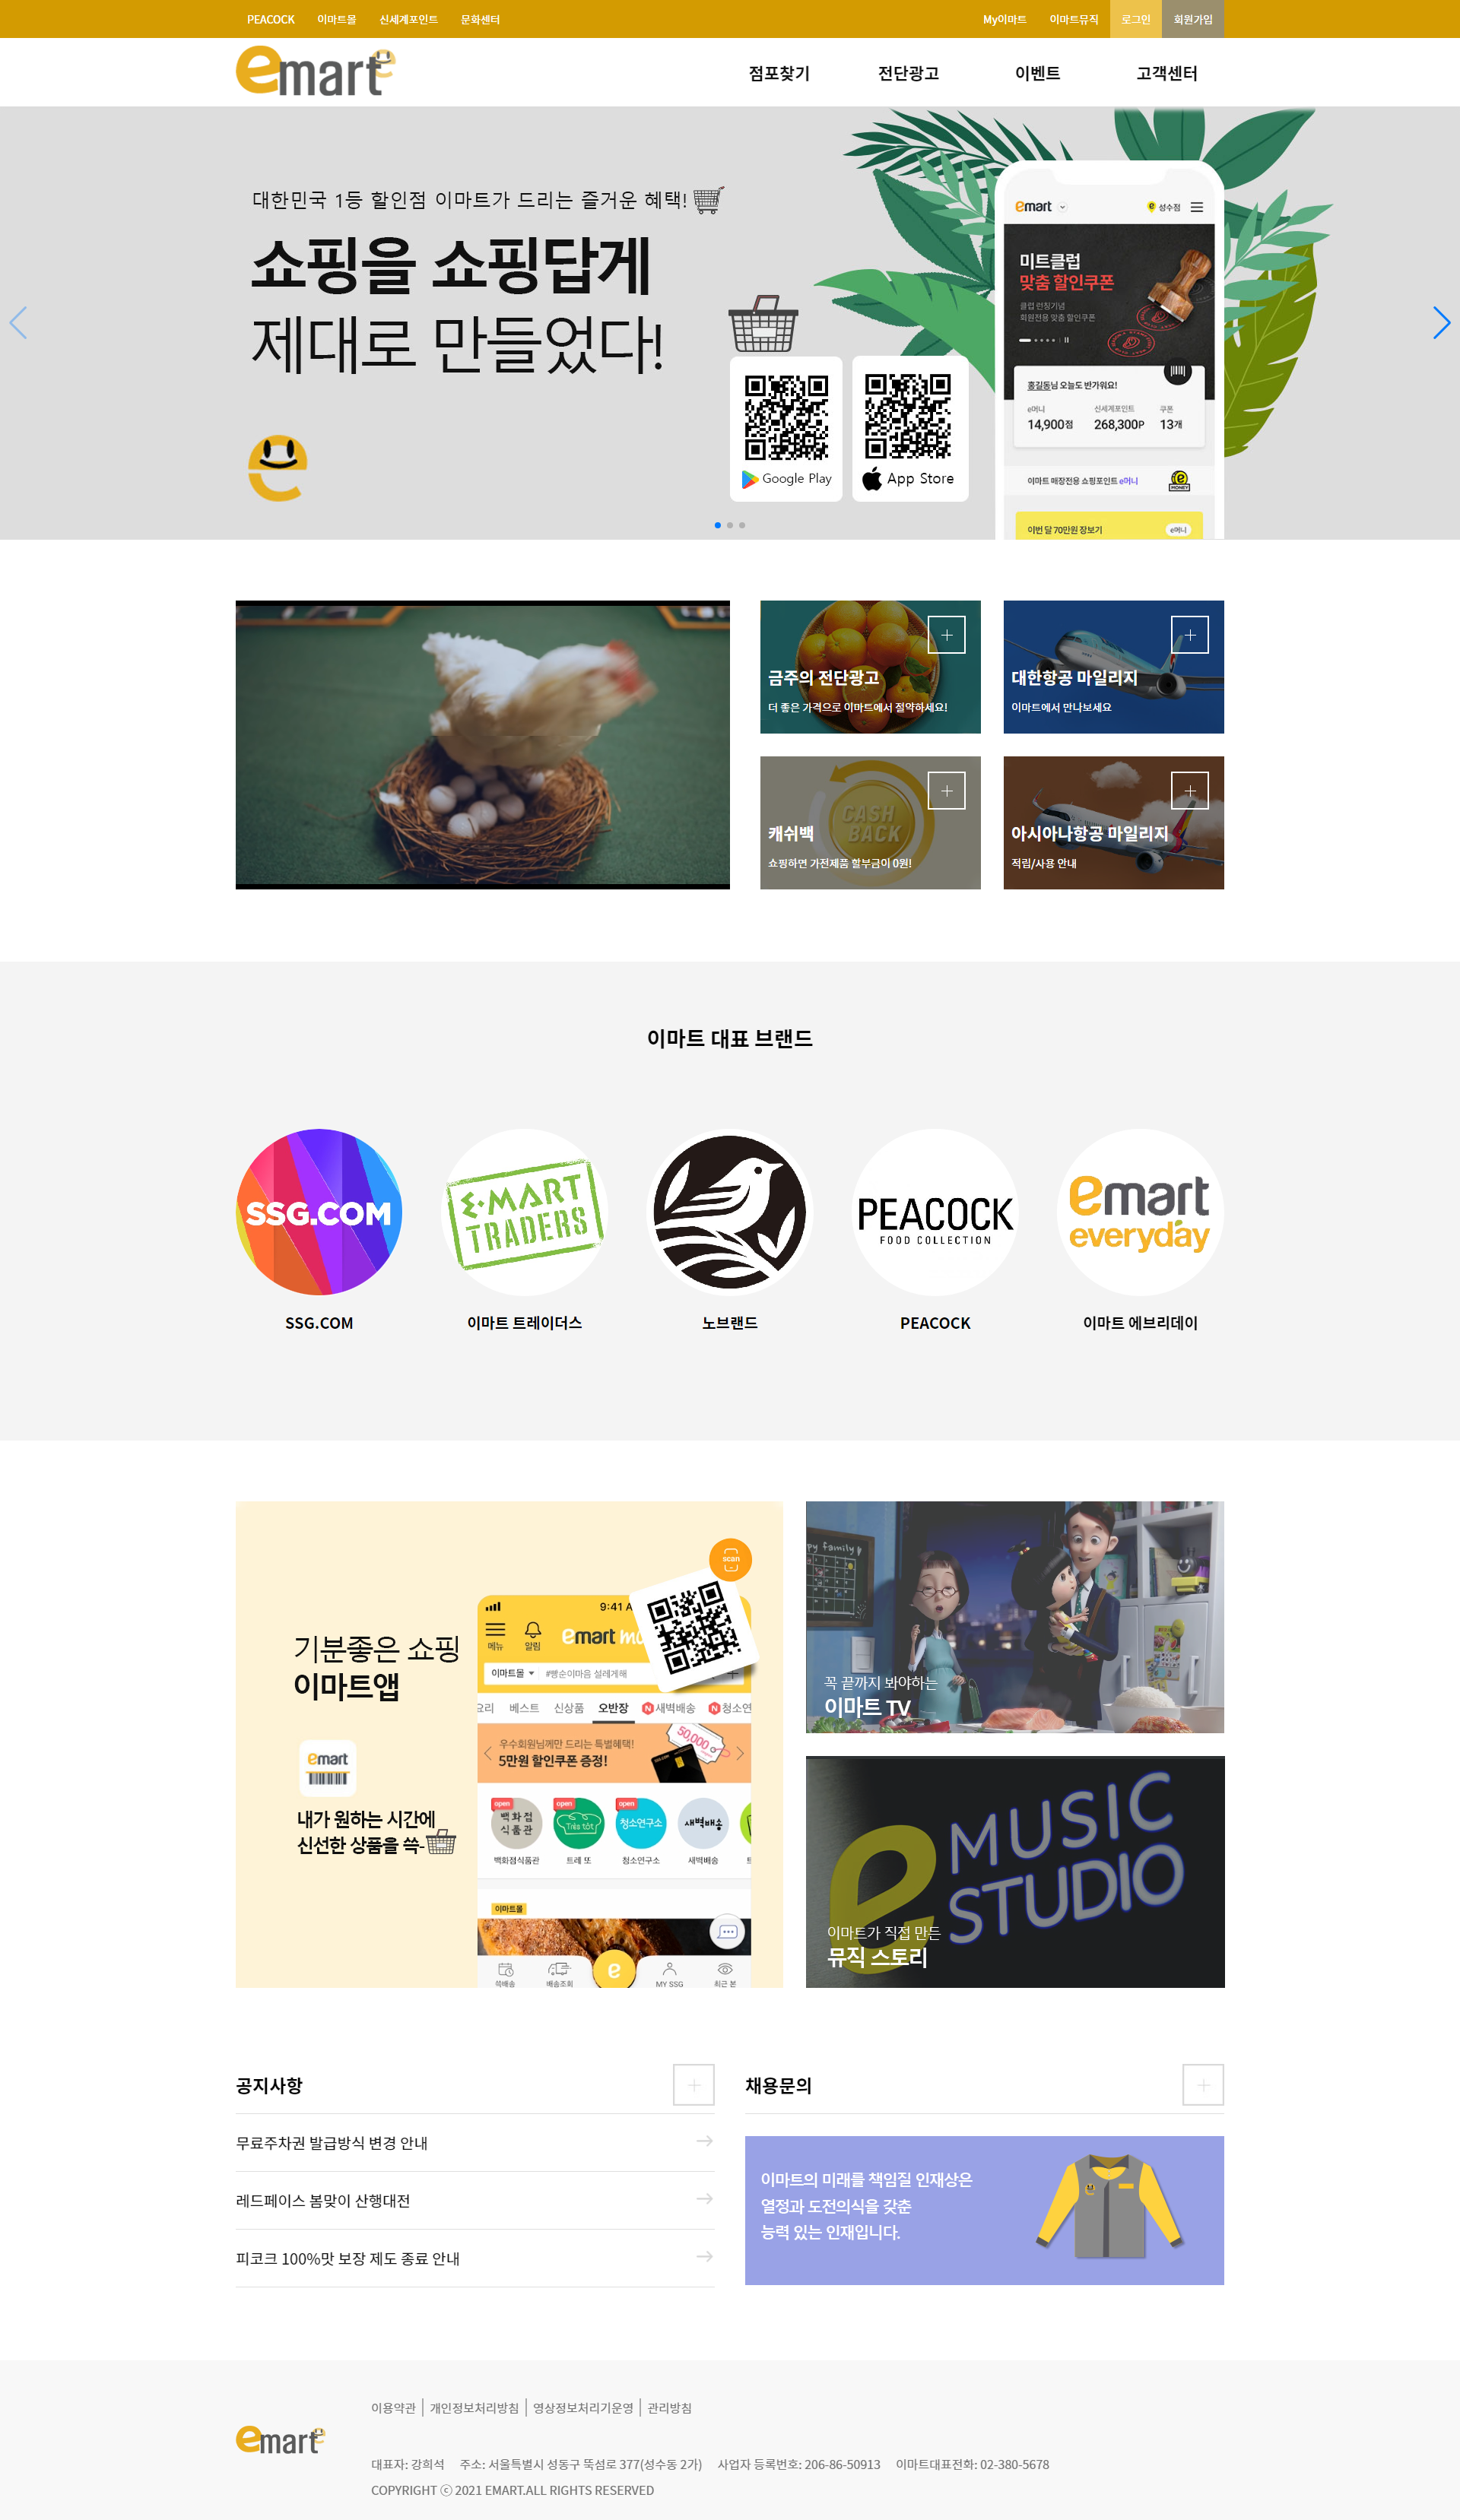 PEACOCK 이마트몰 신세계포인트 문화센터
My이마트 이마트뮤직 로그인 회원가입
emart
점포찾기 전단광고 이벤트 고객센터
대한민국 1등 할인점 이마트가 드리는 즐거운 혜택!
쇼핑을 쇼핑답게
제대로 만들었다!
Google Play
App Store
emart
성수점
미트클럽
맞춤 할인쿠폰
클럽 런칭기념
회원전용 맞춤 할인쿠폰
홍길동님 오늘도 반가워요!
e머니 신세계포인트 쿠폰
14,900점 268,300P 13개
이마트 매장전용 쇼핑포인트 e머니
e MONEY
이번 달 70만원 장보기
e머니
금주의 전단광고
더 좋은 가격으로 이마트에서 절약하세요!
대한항공 마일리지
이마트에서 만나보세요
CASH
BACK
캐쉬백
쇼핑하면 가전제품 할부금이 0원!
아시아나항공 마일리지
적립/사용 안내
이마트 대표 브랜드
SSG.COM
E·MART
TRADERS
PEACOCK
FOOD COLLECTION
emart
everyday
SSG.COM
이마트 트레이더스
노브랜드
PEACOCK
이마트 에브리데이
기분좋은 쇼핑
이마트앱
emart
내가 원하는 시간에
신선한 상품을 쓱-
scan
9:41 A
메뉴 알림
emart m
이마트몰 #빵순이마음 설레게해
요리 베스트 신상품 오반장 N새벽배송 N청소연
우수회원님께만 드리는 특별혜택!
5만원 할인쿠폰 증정!
50,000
open open open
백화점
식품관
Très tôt
청소연구소
새벽배송
백화점식품관 트레 또 청소연구소 새벽배송 트
이마트몰
쓱배송 배송조회 e MY SSG 최근 본
py family
꼭 끝까지 봐야하는
이마트 TV
e MUSIC
STUDIO
이마트가 직접 만든
뮤직 스토리
공지사항
무료주차권 발급방식 변경 안내
레드페이스 봄맞이 산행대전
피코크 100%맛 보장 제도 종료 안내
채용문의
이마트의 미래를 책임질 인재상은
열정과 도전의식을 갖춘
능력 있는 인재입니다.
emart
이용약관 개인정보처리방침 영상정보처리기운영 관리방침
대표자: 강희석 주소: 서울특별시 성동구 뚝섬로 377(성수동 2가) 사업자 등록번호: 206-86-50913 이마트대표전화: 02-380-5678
COPYRIGHT ⓒ 2021 EMART.ALL RIGHTS RESERVED